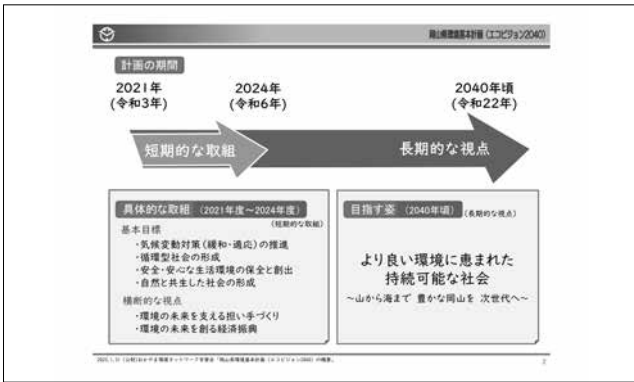 岡山県環境基本計画(エコビジョン2040)
計画の期間
2021年
(令和3年)
2024年
(令和6年)
2040年頃
(令和22年)
短期的な取組
長期的な視点
具体的な取組 (2021年度~2024年度)
(短期的な取組)
基本目標
・気候変動対策(緩和・適応)の推進
・循環型社会の形成
・安全・安心な生活環境の保全と創出
・自然と共生した社会の形成
横断的な視点
・環境の未来を支える担い手づくり
・環境の未来を創る経済振興
目指す姿 (2040年頃)
(長期的な視点)
より良い環境に恵まれた
持続可能な社会
~山から海まで 豊かな岡山を 次世代へ~
2